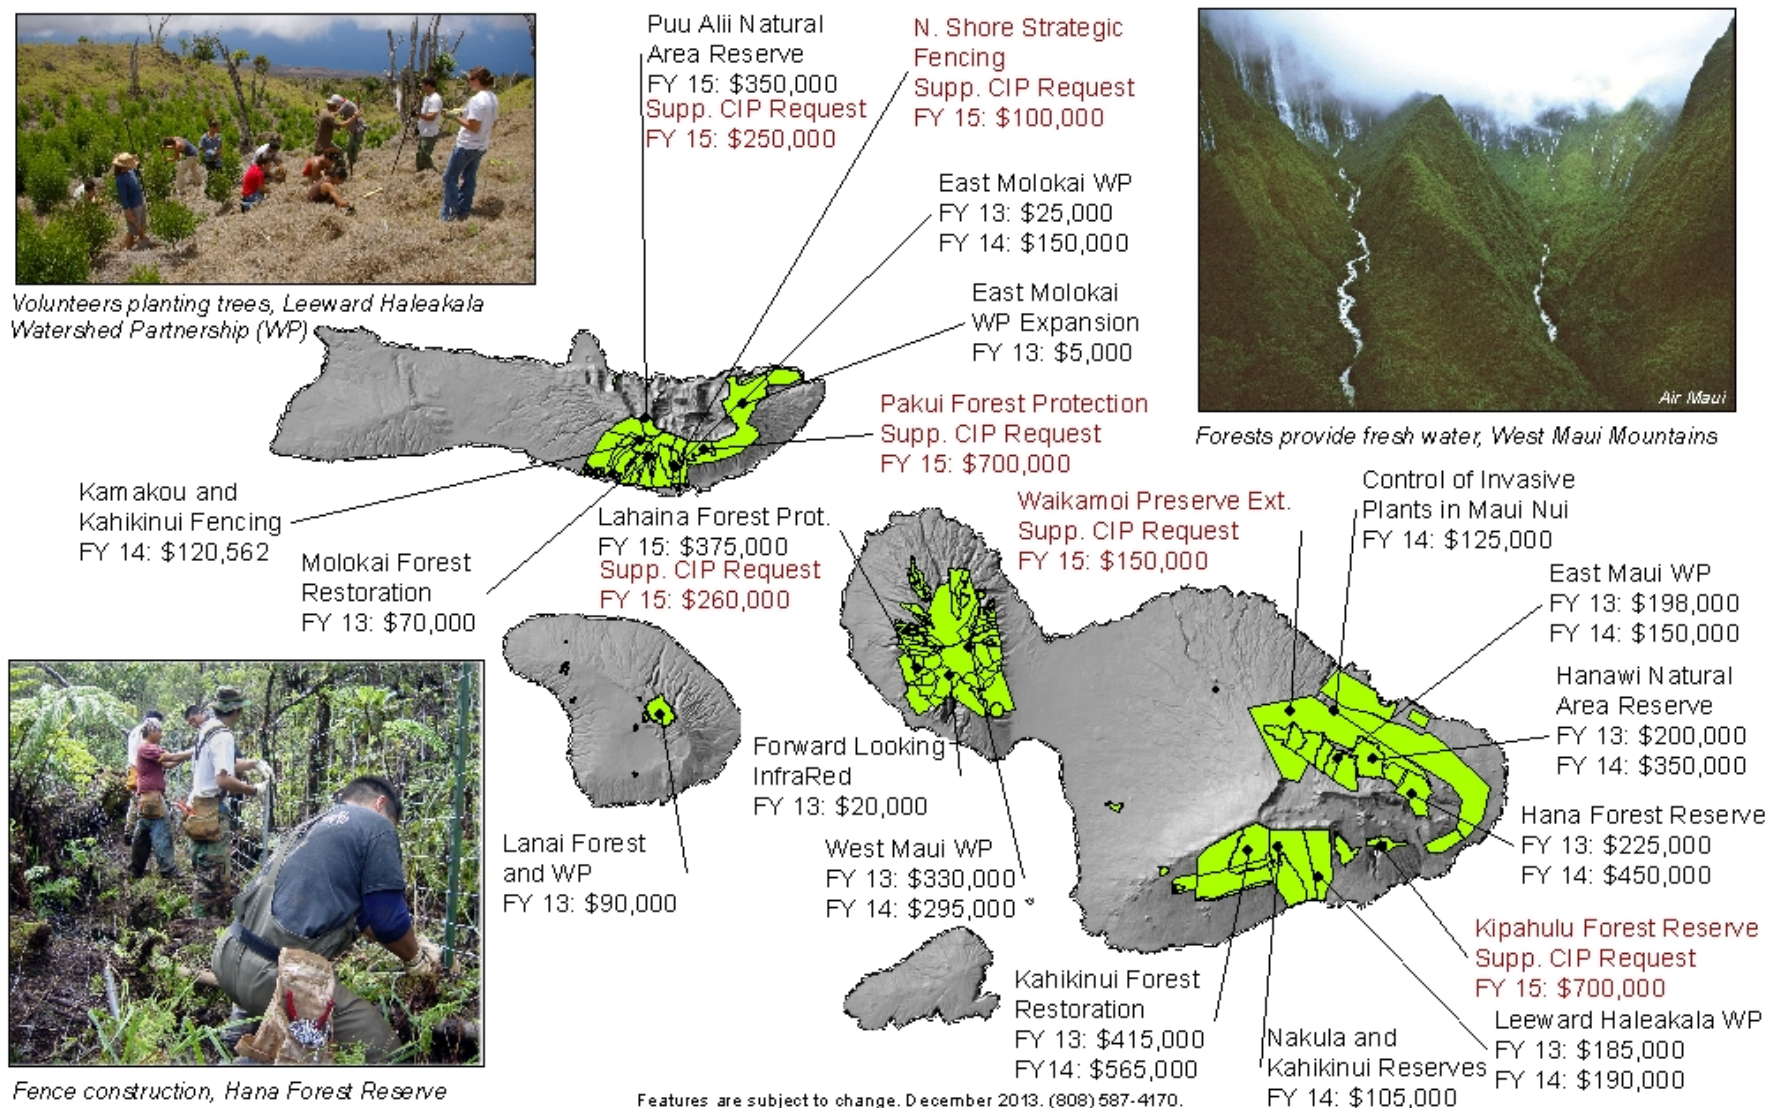 Puu Alii Natural
Area Reserve
FY 15: $350,000
Supp. CIP Request
FY 15: $250,000
N. Shore Strategic
Fencing
Supp. CIP Request
FY 15: $100,000
East Molokai WP
FY 13: $25,000
FY 14: $150,000
East Molokai
WP Expansion
FY 13: $5,000
Air Maui
Volunteers planting trees, Leeward Haleakala
Watershed Partnership (WP)
Forests provide fresh water, West Maui Mountains
Pakui Forest Protection
Supp. CIP Request
FY 15: $700,000
Kamakou and
Kahikinui Fencing
FY 14: $120,562
Molokai Forest
Restoration
FY 13: $70,000
Lahaina Forest Prot.
FY 15: $375,000
Supp. CIP Request
FY 15: $260,000
Waikamoi Preserve Ext.
Supp. CIP Request
FY 15: $150,000
Control of Invasive
Plants in Maui Nui
FY 14: $125,000
East Maui WP
FY 13: $198,000
FY 14: $150,000
Hanawi Natural
Area Reserve
FY 13: $200,000
FY 14: $350,000
Forward Looking
InfraRed
FY 13: $20,000
Hana Forest Reserve
FY 13: $225,000
FY 14: $450,000
Lanai Forest
and WP
FY 13: $90,000
West Maui WP
FY 13: $330,000
FY 14: $295,000
Kipahulu Forest Reserve
Supp. CIP Request
FY 15: $700,000
Kahikinui Forest
Restoration
FY 13: $415,000
FY14: $565,000
Nakula and
Kahikinui Reserves
FY 14: $105,000
Leeward Haleakala WP
FY 13: $185,000
FY 14: $190,000
Fence construction, Hana Forest Reserve
Features are subject to change. December 2013. (808) 587-4170.